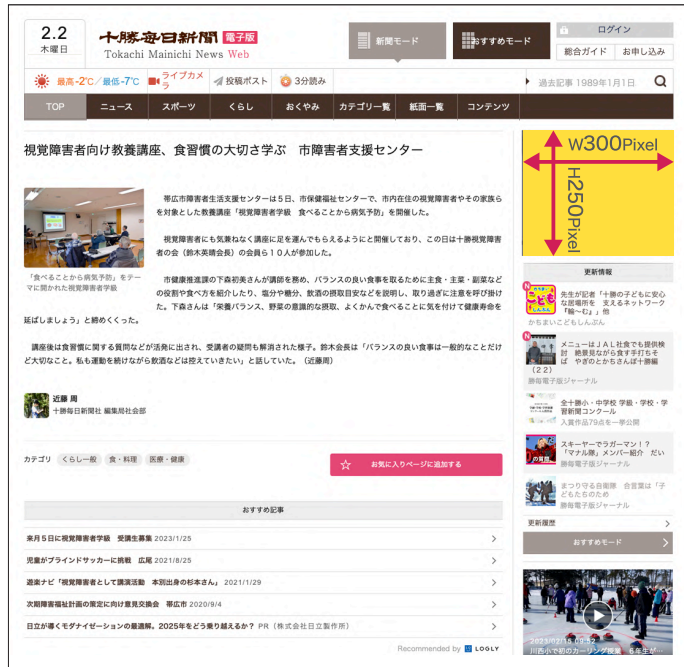 2.2
木曜日
十勝毎日新聞 電子版
Tokachi Mainichi News Web
新聞モード
おすすめモード
ログイン
総合ガイド お申し込み
最高-2℃／最低-7℃
ライブカメラ
投稿ポスト
3分読み
過去記事 1989年1月1日
TOP ニュース スポーツ くらし おくやみ カテゴリ一覧 紙面一覧 コンテンツ
視覚障害者向け教養講座、食習慣の大切さ学ぶ　市障害者支援センター
「食べることから病気予防」をテーマに開かれた視覚障害者学級
帯広市障害者生活支援センターは５日、市保健福祉センターで、市内在住の視覚障害者やその家族ら
を対象とした教養講座「視覚障害者学級　食べることから病気予防」を開催した。
視覚障害者にも気兼ねなく講座に足を運んでもらえるようにと開催しており、この日は十勝視覚障害
者の会（鈴木英晴会長）の会員ら１０人が参加した。
市健康推進課の下森初美さんが講師を務め、バランスの良い食事を取るために主食・主菜・副菜など
の役割や食べ方を紹介したり、塩分や糖分、飲酒の摂取目安などを説明し、取り過ぎに注意を呼び掛け
た。下森さんは「栄養バランス、野菜の意識的な摂取、よくかんで食べることに気を付けて健康寿命を
延ばしましょう」と締めくくった。
講座後は食習慣に関する質問などが活発に出され、受講者の疑問も解消された様子。鈴木会長は「バランスの良い食事は一般的なことだけ
ど大切なこと。私も運動を続けながら飲酒などは控えていきたい」と話していた。（近藤周）
近藤 周
十勝毎日新聞社 編集局社会部
カテゴリ くらし一般 食・料理 医療・健康
お気に入りページに追加する
おすすめ記事
来月５日に視覚障害者学級　受講生募集 2023/1/25
児童がブラインドサッカーに挑戦　広尾 2021/8/25
遊楽ナビ「視覚障害者として講演活動　本別出身の杉本さん」 2021/1/29
次期障害福祉計画の策定に向け意見交換会　帯広市 2020/9/4
日立が導くモダナイゼーションの最適解。2025年をどう乗り越えるか？ PR（株式会社日立製作所）
Recommended by LOGLY
W300Pixel
H250Pixel
更新情報
N
先生が記者「十勝の子どもに安心
な居場所を　支えるネットワーク
『輪～む』」他
かちまいこどもしんぶん
N
メニューはＪＡＬ社食でも提供検
討　絶景見ながら食す手打ちそ
ば　やぎのとかちさんぽ十勝編
（２２）
勝毎電子版ジャーナル
全十勝小・中学校 学級・学校・学
習新聞コンクール
入賞作品79点を一挙公開
スキーヤーでラガーマン！？
「マナル隊」メンバー紹介　だい
勝毎電子版ジャーナル
まつり守る自衛隊　合言葉は「子
どもたちのため
勝毎電子版ジャーナル
更新履歴
おすすめモード
2023/02/15 09:52
川西小で初のカーリング授業　６年生が…